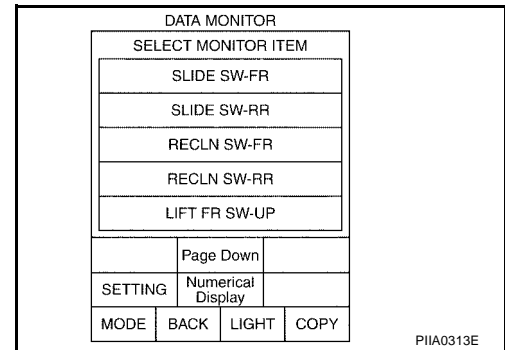 DATA MONITOR
SELECT MONITOR ITEM
SLIDE SW-FR
SLIDE SW-RR
RECLN SW-FR
RECLN SW-RR
LIFT FR SW-UP
Page Down
SETTING Numerical Display
MODE BACK LIGHT COPY
PIIA0313E